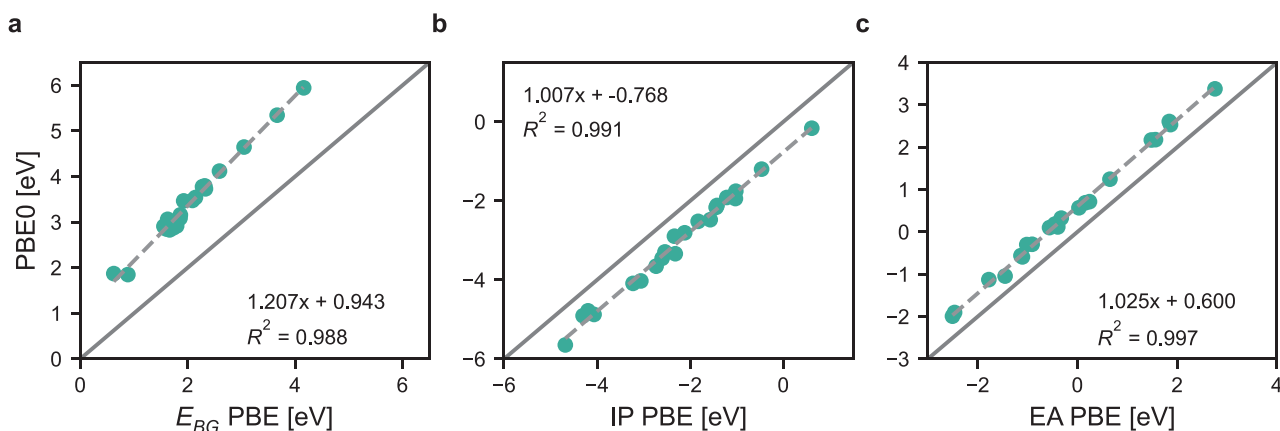 a
b
c
PBE0 [eV]
6
5
4
3
2
1
0
0
2
4
6
E_BG PBE [eV]
1.207x + 0.943
R² = 0.988
0
−2
−4
−6
−6
−4
−2
0
IP PBE [eV]
1.007x + -0.768
R² = 0.991
4
3
2
1
0
−1
−2
−3
−2
0
2
4
EA PBE [eV]
1.025x + 0.600
R² = 0.997